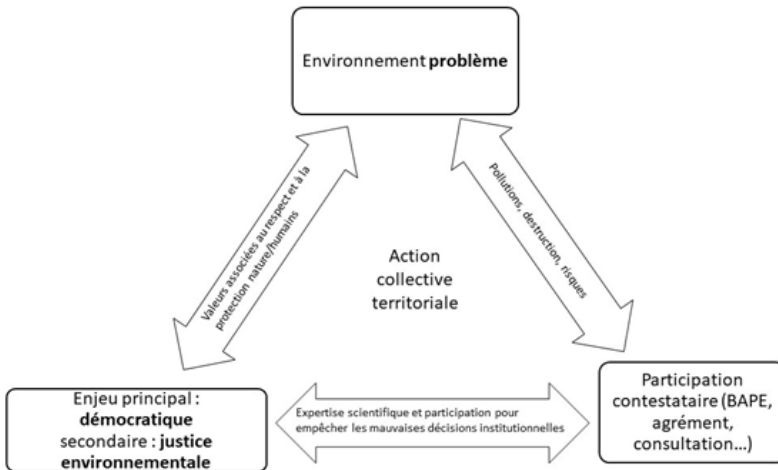 Environnement problème
Valeurs associées au respect et à la
protection nature/humains
Pollutions, destruction, risques
Action
collective
territoriale
Enjeu principal :
démocratique
secondaire : justice
environnementale
Expertise scientifique et participation pour
empêcher les mauvaises décisions institutionnelles
Participation
contestataire (BAPE,
agrément,
consultation...)